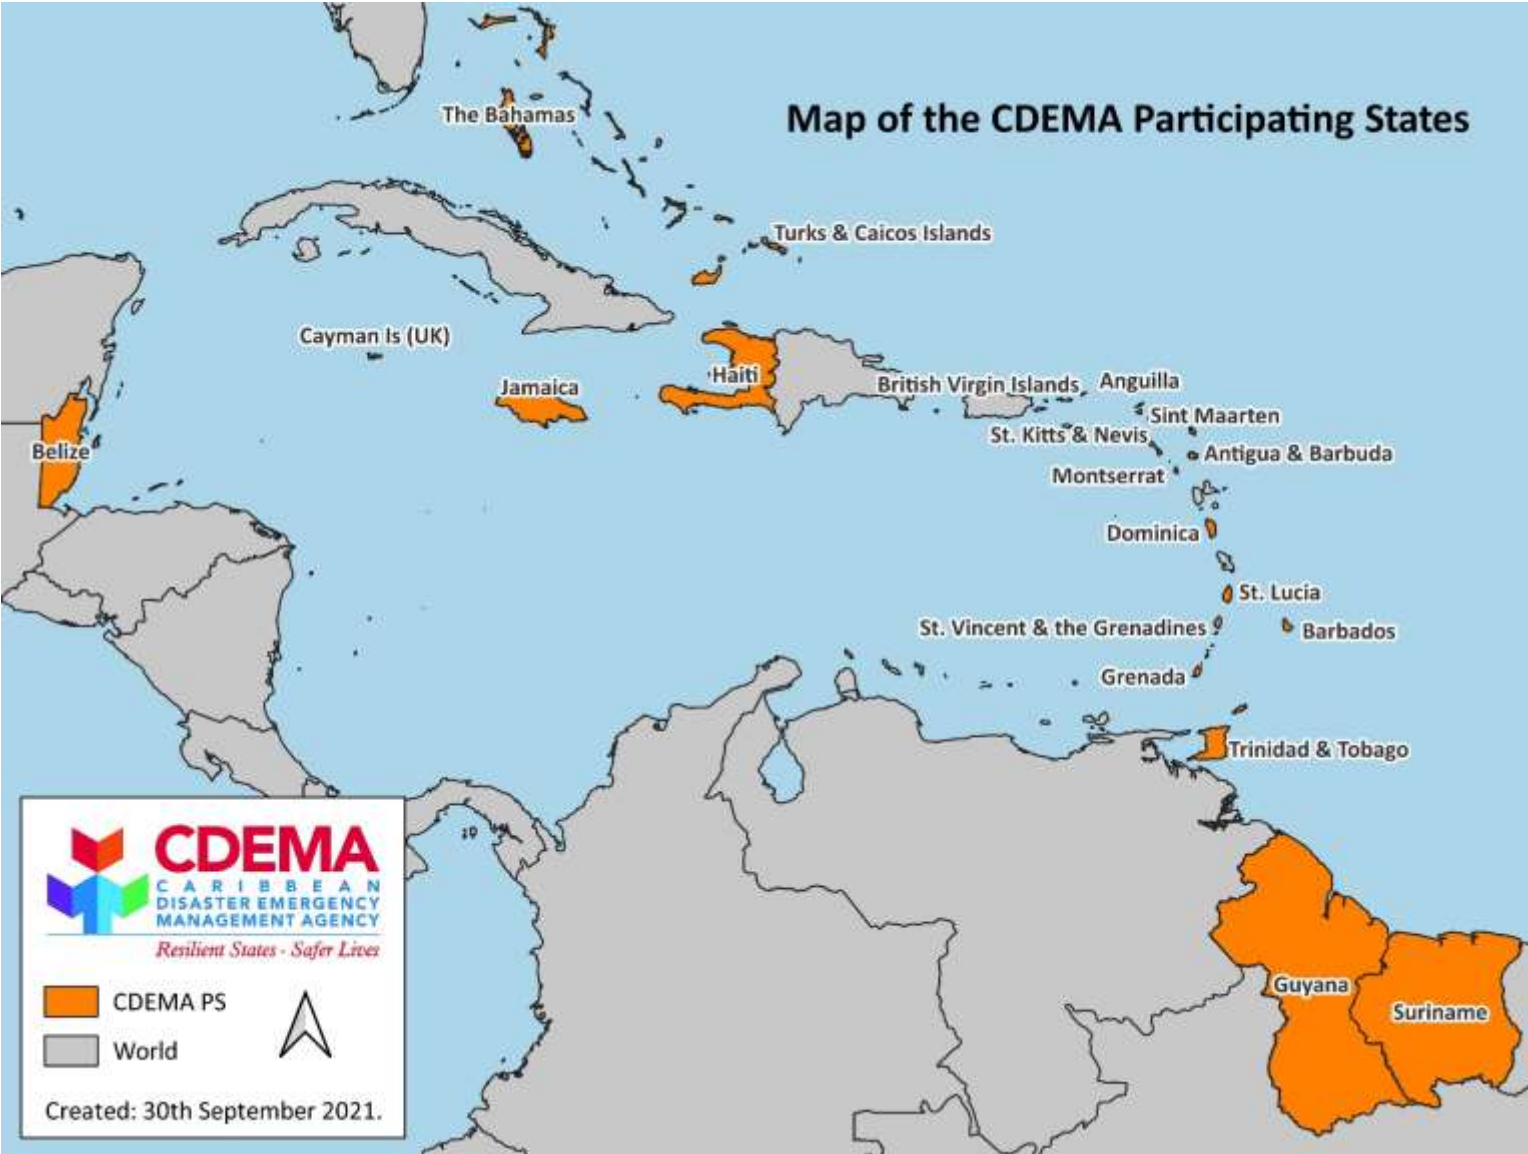 The Bahamas
Map of the CDEMA Participating States
Turks & Caicos Islands
Cayman Is (UK)
Haiti
Jamaica
British Virgin Islands
Anguilla
Sint Maarten
St. Kitts & Nevis
Antigua & Barbuda
Belize
Montserrat
Dominica
St. Lucia
St. Vincent & the Grenadines
Barbados
Grenada
Trinidad & Tobago
Guyana
Suriname
CDEMA
CARIBBEAN
DISASTER EMERGENCY
MANAGEMENT AGENCY
Resilient States - Safer Lives
CDEMA PS
World
Created: 30th September 2021.